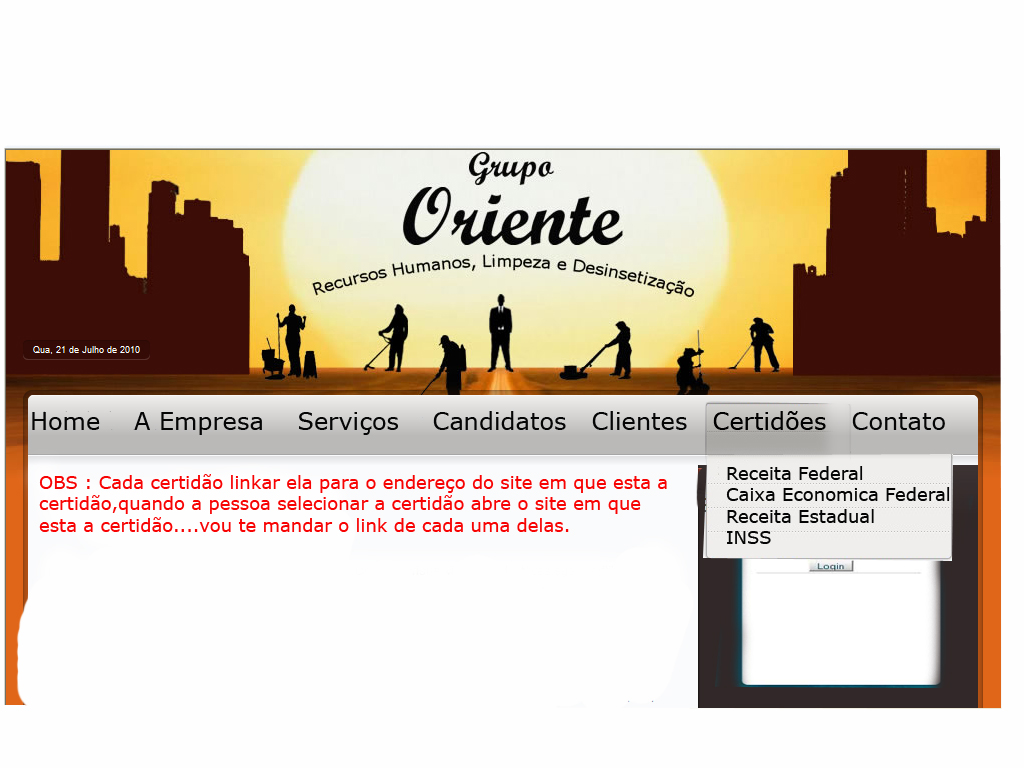 Grupo
Oriente
Recursos Humanos, Limpeza e Desinsetização
Qua, 21 de Julho de 2010
Home A Empresa Serviços Candidatos Clientes Certidões Contato
OBS : Cada certidão linkar ela para o endereço do site em que esta a
certidão,quando a pessoa selecionar a certidão abre o site em que
esta a certidão....vou te mandar o link de cada uma delas.
Receita Federal
Caixa Economica Federal
Receita Estadual
INSS
Login